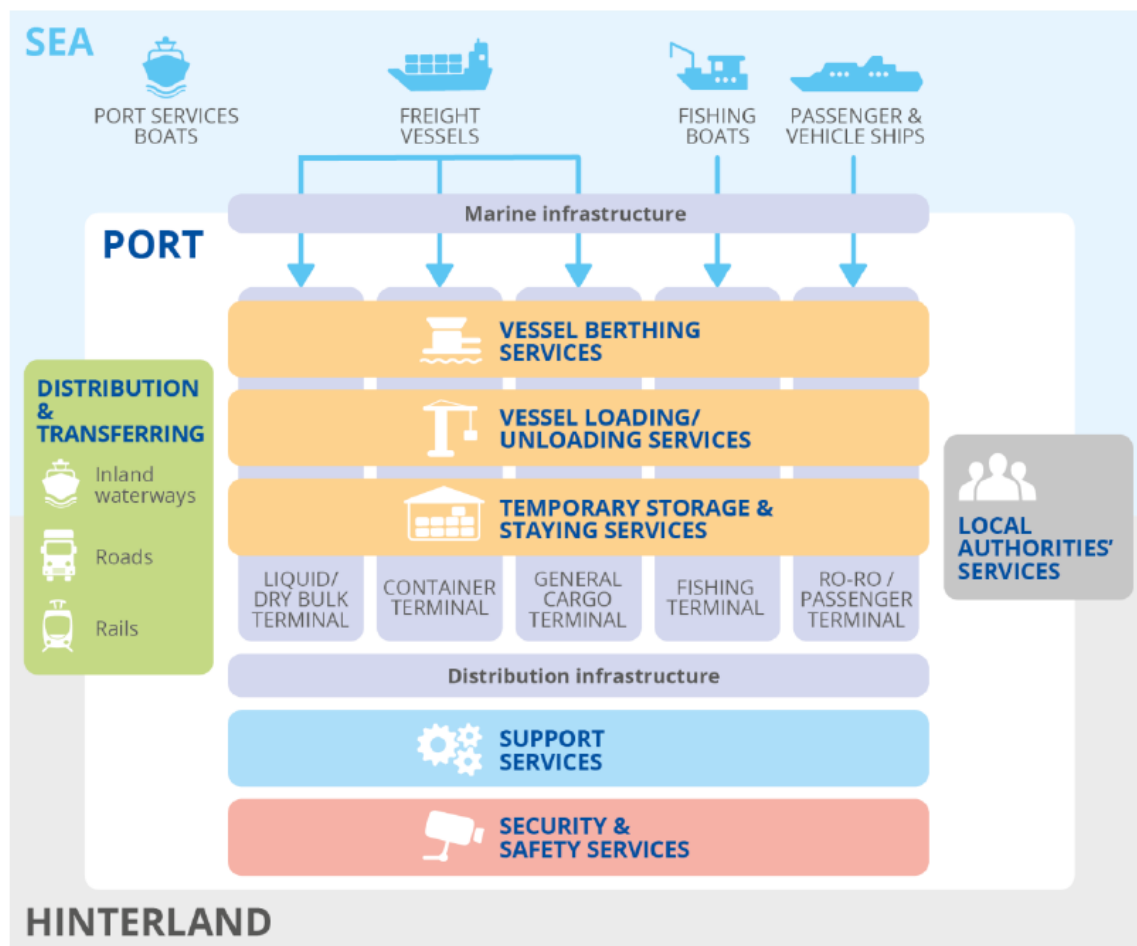 SEA
PORT SERVICES
BOATS
FREIGHT
VESSELS
FISHING
BOATS
PASSENGER &
VEHICLE SHIPS
Marine infrastructure
PORT
VESSEL BERTHING
SERVICES
VESSEL LOADING/
UNLOADING SERVICES
TEMPORARY STORAGE &
STAYING SERVICES
DISTRIBUTION
&
TRANSFERRING
Inland
waterways
Roads
Rails
LOCAL
AUTHORITIES’
SERVICES
LIQUID/
DRY BULK
TERMINAL
CONTAINER
TERMINAL
GENERAL
CARGO
TERMINAL
FISHING
TERMINAL
RO-RO /
PASSENGER
TERMINAL
Distribution infrastructure
SUPPORT
SERVICES
SECURITY &
SAFETY SERVICES
HINTERLAND